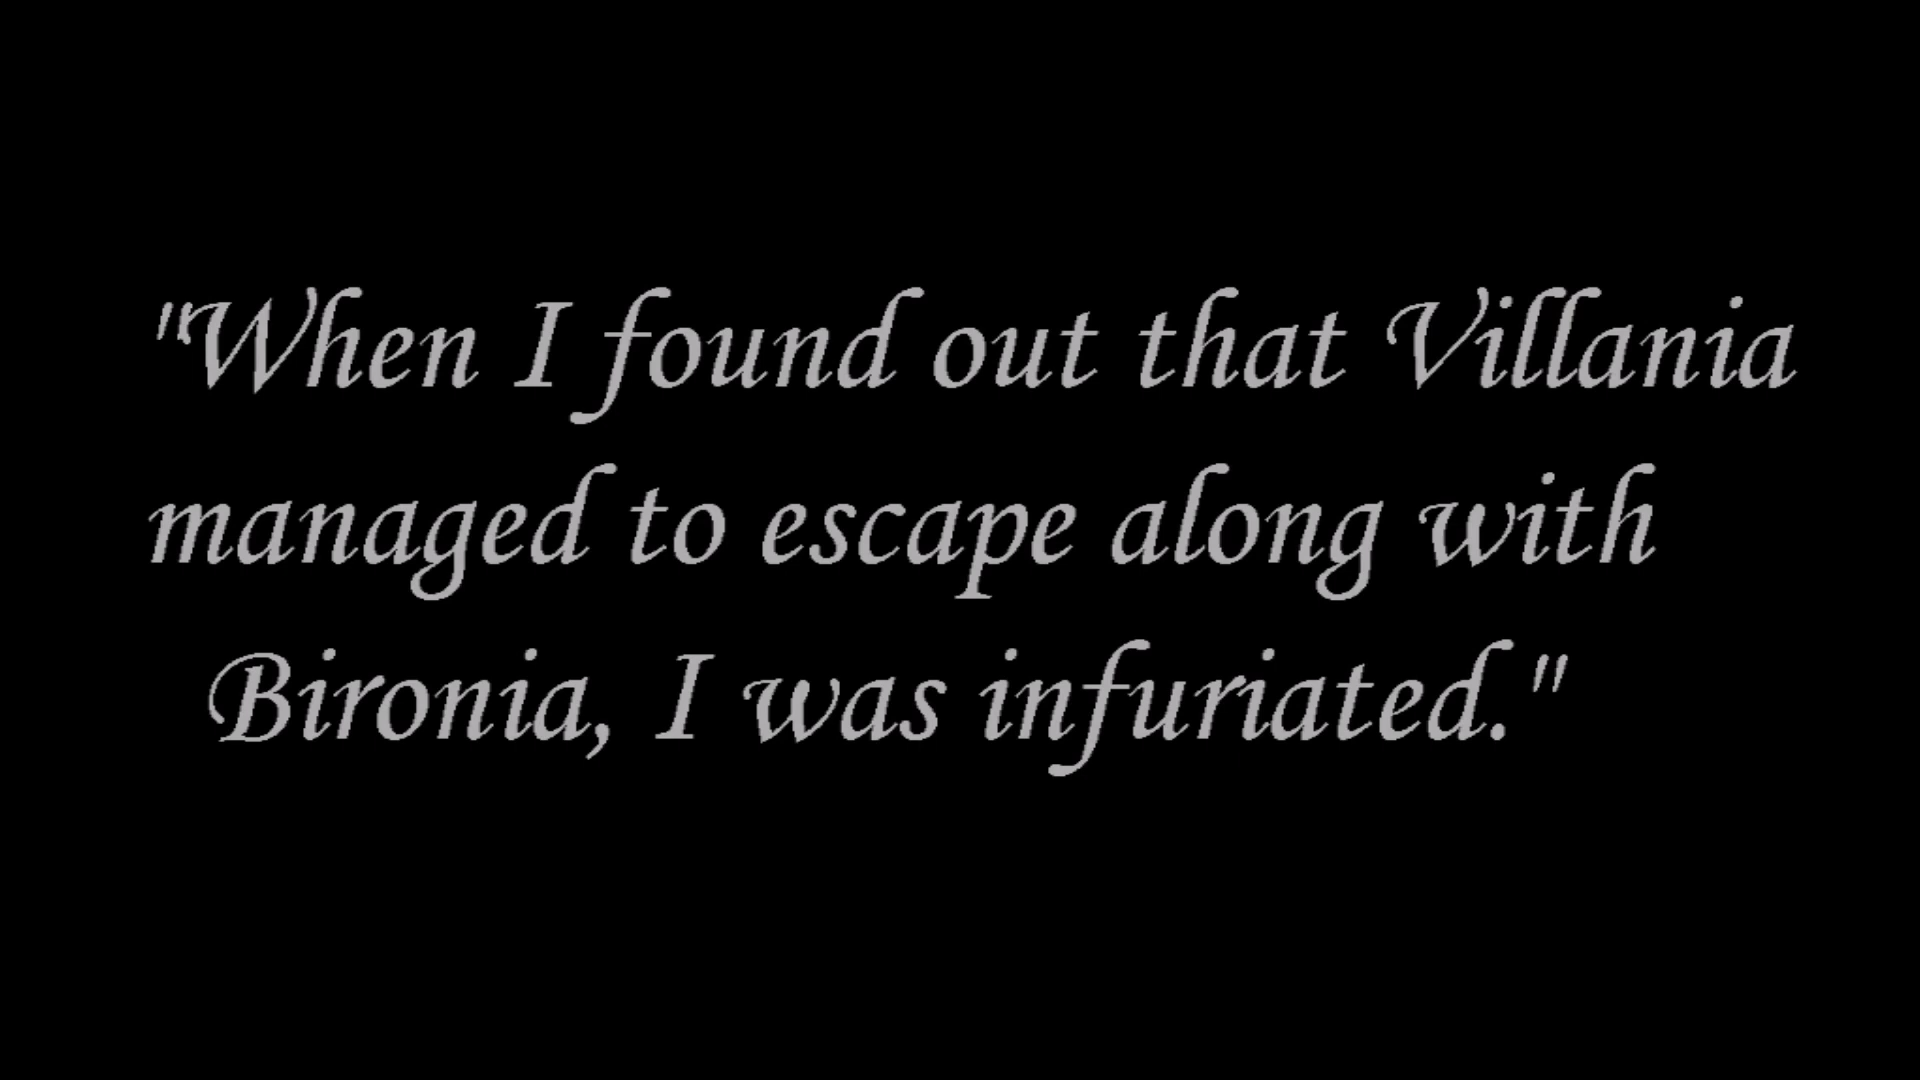 "When I found out that Villania
managed to escape along with
Bironia, I was infuriated."